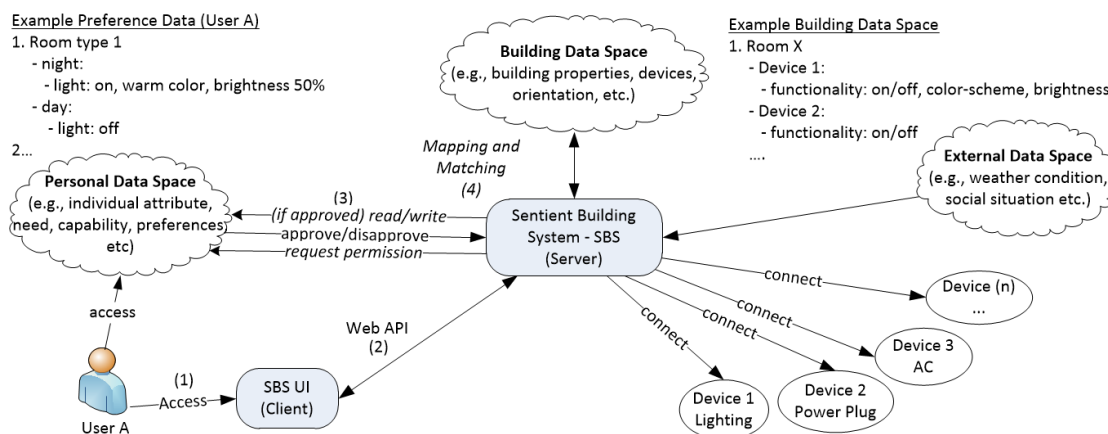 Example Preference Data (User A)
1. Room type 1
- night:
- light: on, warm color, brightness 50%
- day:
- light: off
2...
Building Data Space
(e.g., building properties, devices,
orientation, etc.)
Example Building Data Space
1. Room X
- Device 1:
- functionality: on/off, color-scheme, brightness
- Device 2:
- functionality: on/off
....
External Data Space
(e.g., weather condition,
social situation etc.)
Mapping and
Matching
(4)
Personal Data Space
(e.g., individual attribute,
need, capability, preferences,
etc)
(3)
(if approved) read/write
approve/disapprove
request permission
Sentient Building
System - SBS
(Server)
access
Web API
(2)
connect
connect
connect
connect
Device (n)
...
Device 3
AC
Device 2
Power Plug
Device 1
Lighting
(1)
Access
SBS UI
(Client)
User A